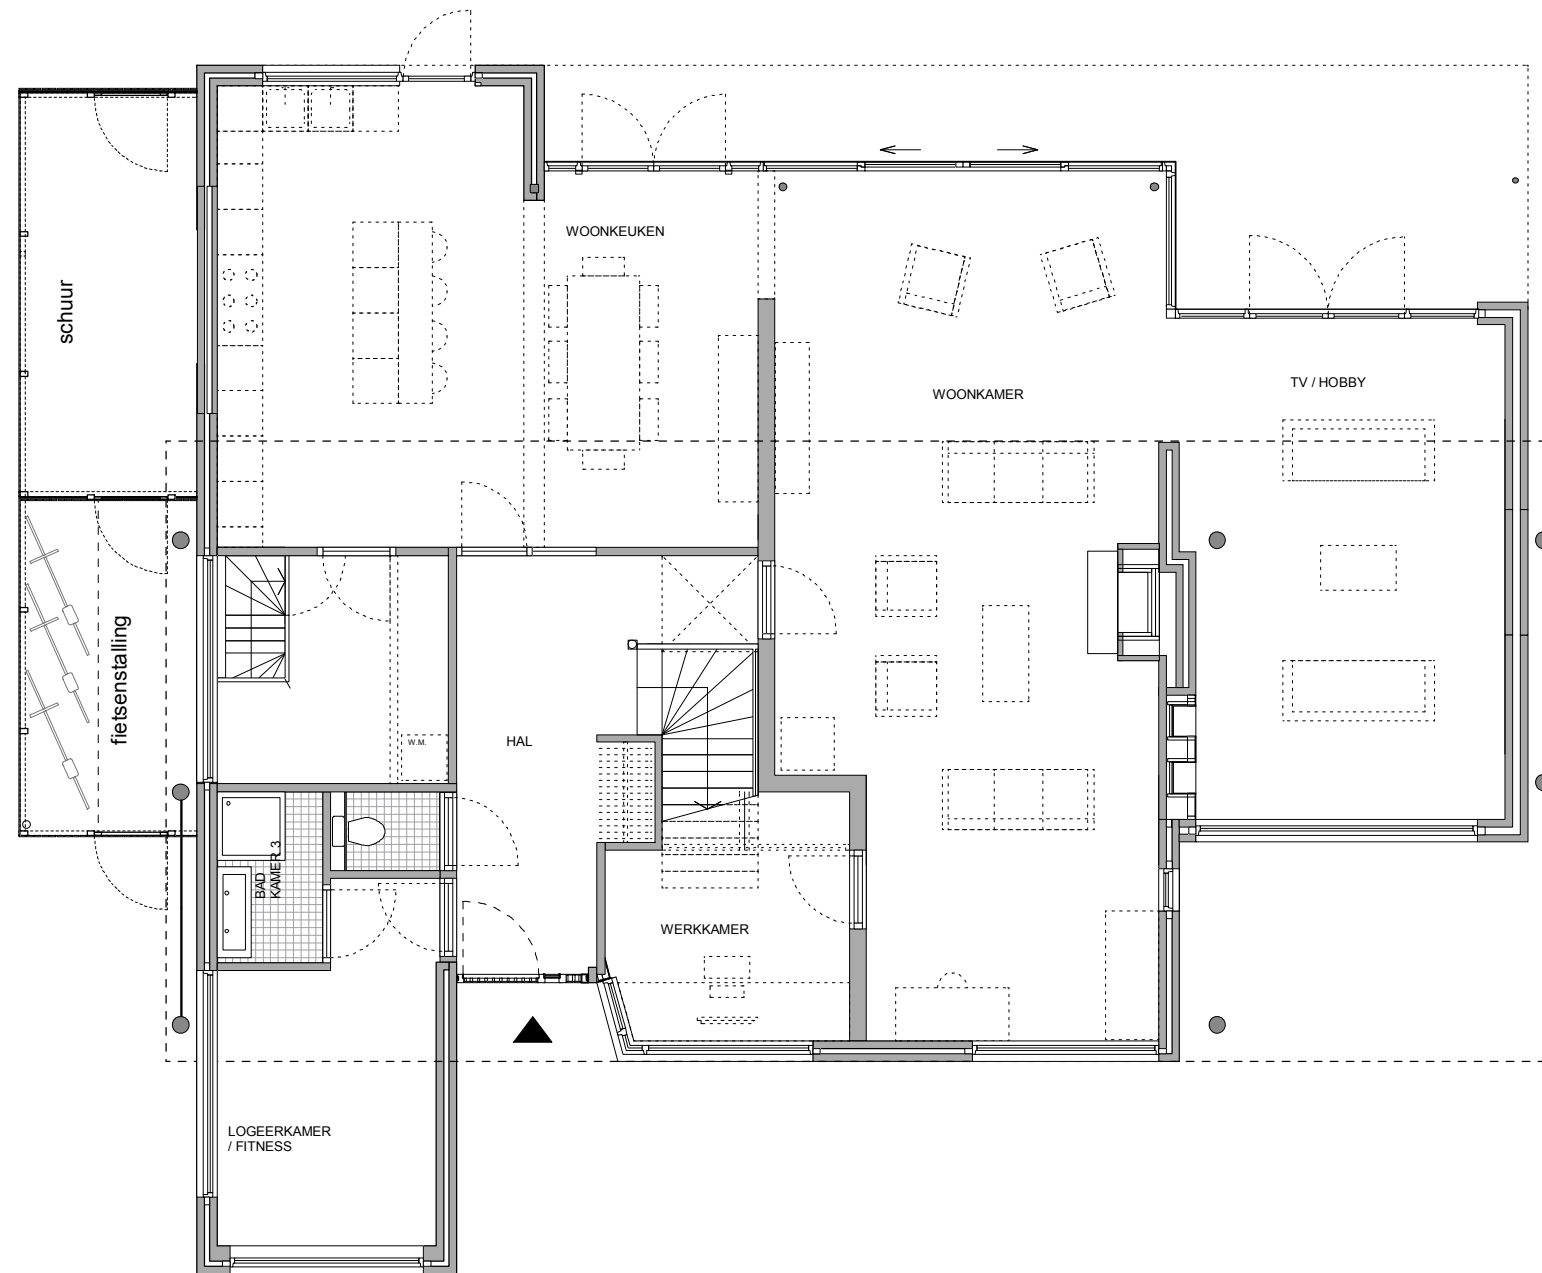 WOONKEUKEN
schuur
TV / HOBBY
WOONKAMER
fietsenstalling
HAL
W.M.
BAD
KAMER 3
WERKKAMER
LOGEERKAMER
/ FITNESS